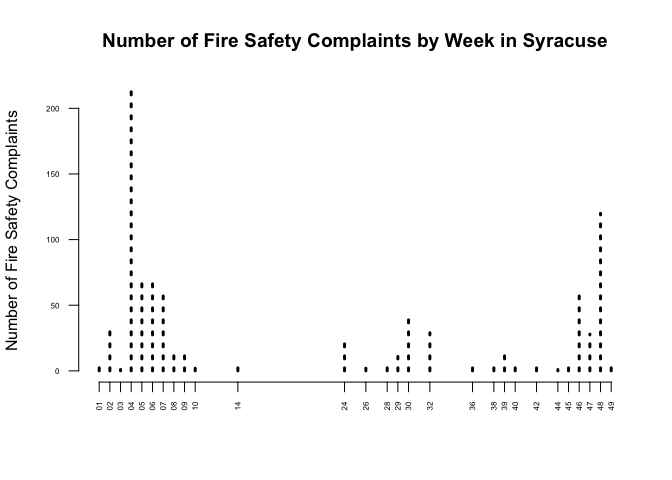 Number of Fire Safety Complaints by Week in Syracuse
Number of Fire Safety Complaints
200
150
100
50
0
01 02 03 04 05 06 07 08 09 10 14 24 26 28 29 30 32 36 38 39 40 42 44 45 46 47 48 49